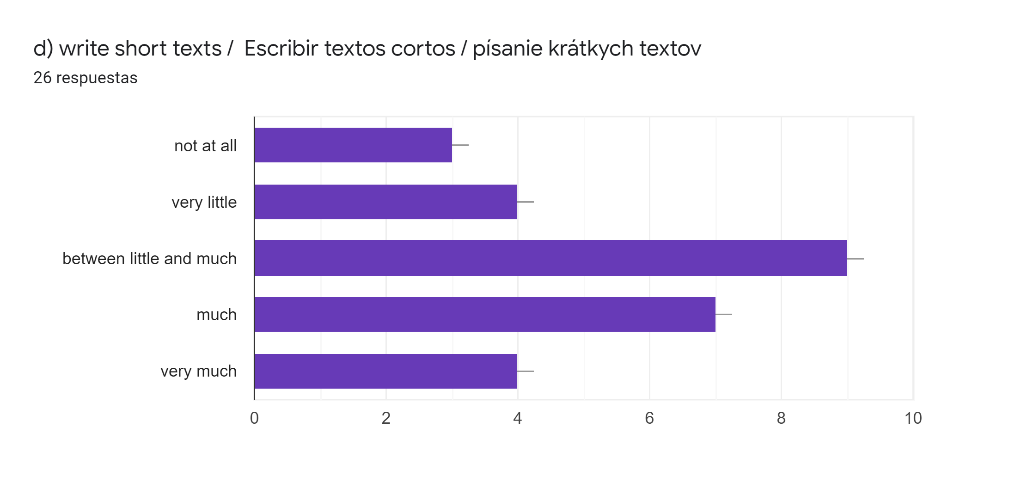 d) write short texts /  Escribir textos cortos / písanie krátkych textov
26 respuestas
not at all
very little
between little and much
much
very much
0 2 4 6 8 10